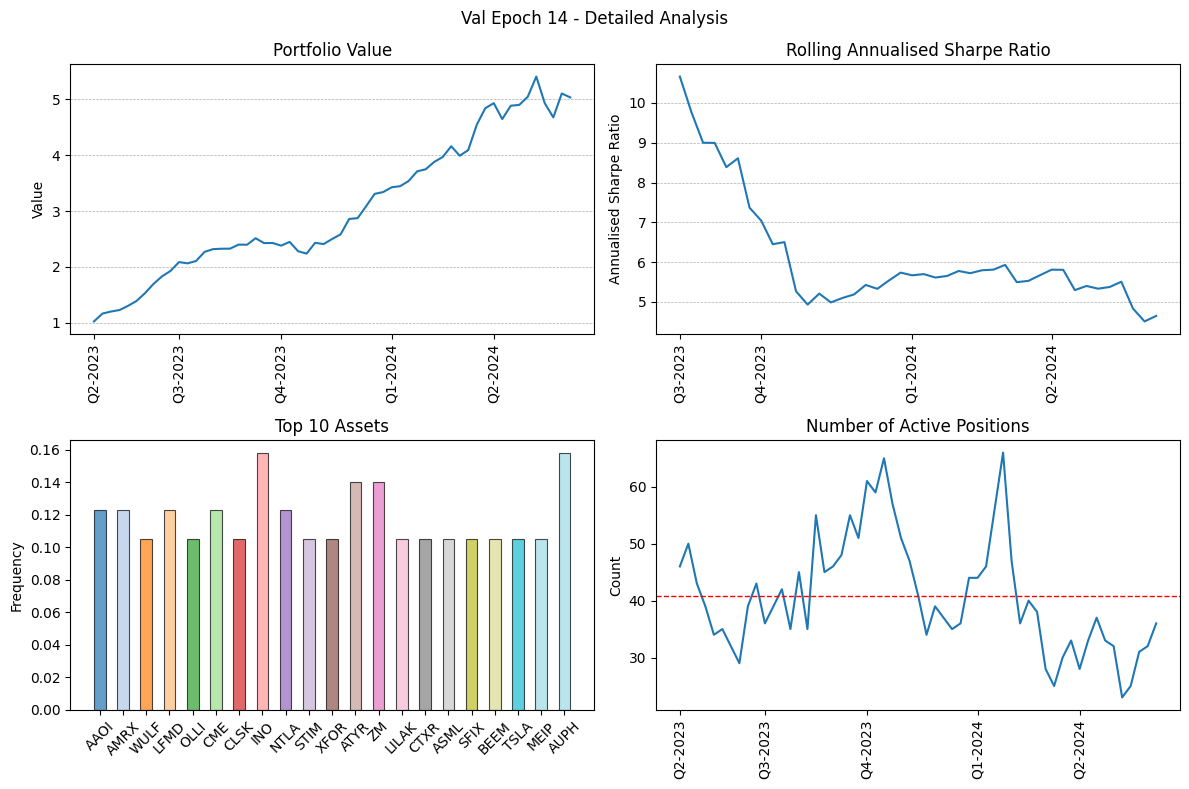 Val Epoch 14 - Detailed Analysis
Portfolio Value
Value
5
4
3
2
1
Q2-2023
Q3-2023
Q4-2023
Q1-2024
Q2-2024
Rolling Annualised Sharpe Ratio
Annualised Sharpe Ratio
10
9
8
7
6
5
Q3-2023
Q4-2023
Q1-2024
Q2-2024
Top 10 Assets
Frequency
0.16
0.14
0.12
0.10
0.08
0.06
0.04
0.02
0.00
AAOI
AMRX
WULF
LFMD
OLLI
CME
CLSK
INO
NTLA
STIM
XFOR
ATYR
ZM
LILAK
CTXR
ASML
SFIX
BEEM
TSLA
MEIP
AUPH
Number of Active Positions
Count
60
50
40
30
Q2-2023
Q3-2023
Q4-2023
Q1-2024
Q2-2024